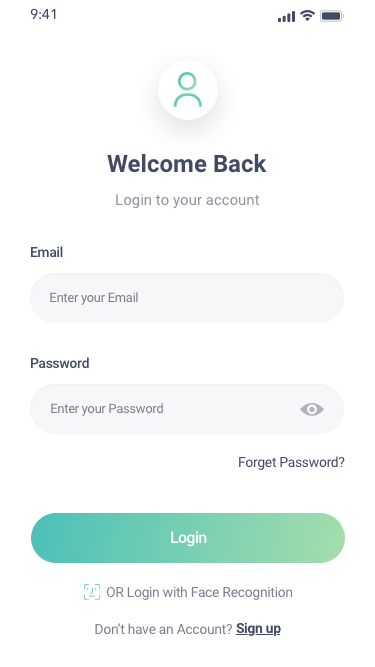 9:41
Welcome Back
Login to your account
Email
Enter your Email
Password
Enter your Password
Forget Password?
Login
OR Login with Face Recognition
Don’t have an Account? Sign up